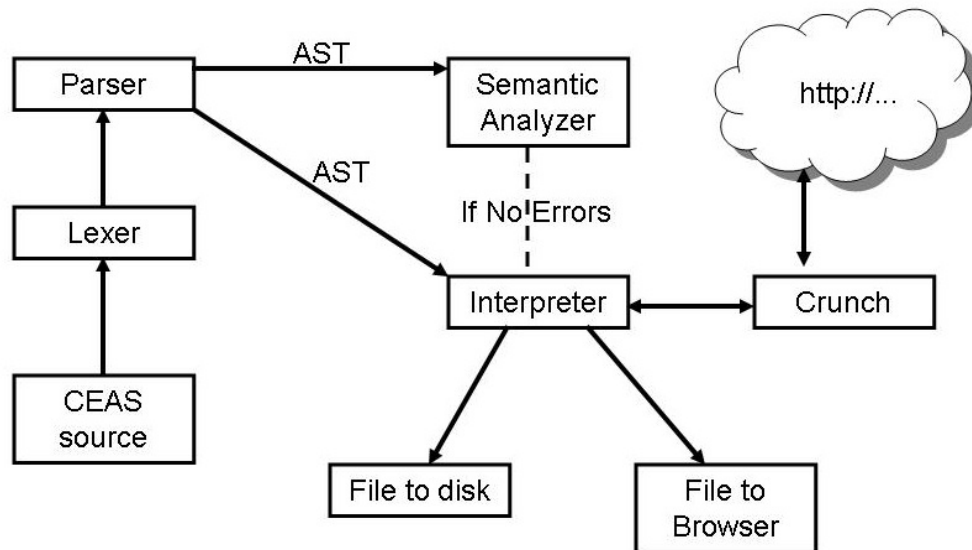 AST
Parser
Semantic
Analyzer
http://...
AST
If No Errors
Lexer
Interpreter
Crunch
CEAS
source
File to disk
File to
Browser